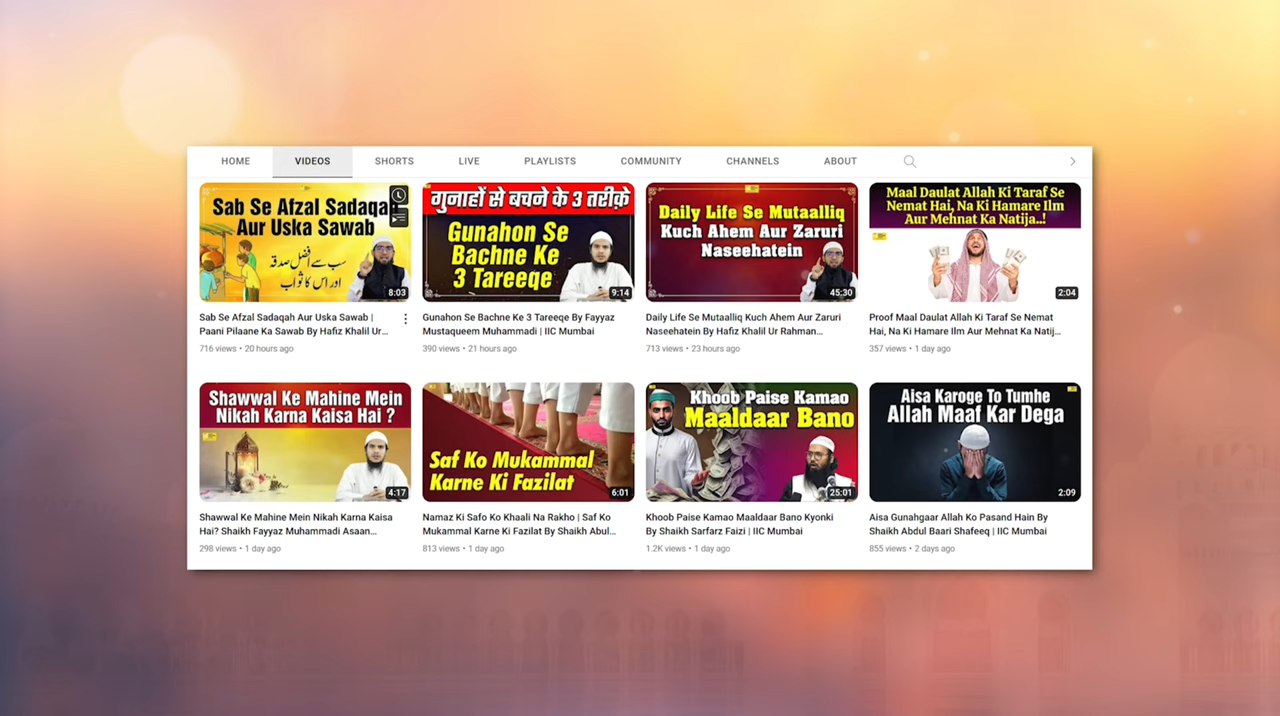 HOME VIDEOS SHORTS LIVE PLAYLISTS COMMUNITY CHANNELS ABOUT
Sab Se Afzal Sadaqah
Aur Uska Sawab
سب سے افضل صدقہ
اور اس کا ثواب
8:03
गुनाहों से बचने के 3 तरीक़े
Gunahon Se
Bachne Ke
3 Tareeqe
9:14
Daily Life Se Mutaalliq
Kuch Ahem Aur Zaruri
Naseehatein
45:30
Maal Daulat Allah Ki Taraf Se
Nemat Hai, Na Ki Hamare Ilm
Aur Mehnat Ka Natija..!
2:04
Sab Se Afzal Sadaqah Aur Uska Sawab |
Paani Pilaane Ka Sawab By Hafiz Khalil Ur...
716 views • 20 hours ago
Gunahon Se Bachne Ke 3 Tareeqe By Fayyaz
Mustaqueem Muhammadi | IIC Mumbai
390 views • 21 hours ago
Daily Life Se Mutaalliq Kuch Ahem Aur Zaruri
Naseehatein By Hafiz Khalil Ur Rahman...
713 views • 23 hours ago
Proof Maal Daulat Allah Ki Taraf Se Nemat
Hai, Na Ki Hamare Ilm Aur Mehnat Ka Natij...
357 views • 1 day ago
Shawwal Ke Mahine Mein
Nikah Karna Kaisa Hai ?
4:17
Saf Ko Mukammal
Karne Ki Fazilat
6:01
Khoob Paise Kamao
Maaldaar Bano
25:01
Aisa Karoge To Tumhe
Allah Maaf Kar Dega
2:09
Shawwal Ke Mahine Mein Nikah Karna Kaisa
Hai? Shaikh Fayyaz Muhammadi Asaan...
298 views • 1 day ago
Namaz Ki Safo Ko Khaali Na Rakho | Saf Ko
Mukammal Karne Ki Fazilat By Shaikh Abul...
813 views • 1 day ago
Khoob Paise Kamao Maaldaar Bano Kyonki
By Shaikh Sarfarz Faizi | IIC Mumbai
1.2K views • 1 day ago
Aisa Gunahgaar Allah Ko Pasand Hain By
Shaikh Abdul Baari Shafeeq | IIC Mumbai
855 views • 2 days ago